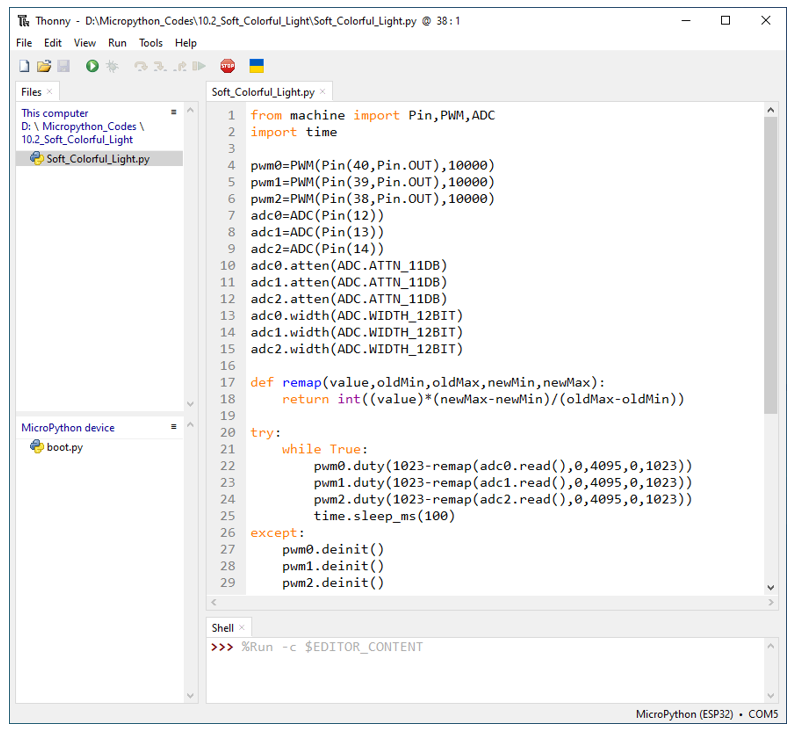 Thonny - D:\Micropython_Codes\10.2_Soft_Colorful_Light\Soft_Colorful_Light.py @ 38 : 1
File Edit View Run Tools Help
STOP
Files ×
This computer
D: \ Micropython_Codes \
10.2_Soft_Colorful_Light
Soft_Colorful_Light.py
MicroPython device
boot.py
Soft_Colorful_Light.py ×
1 from machine import Pin,PWM,ADC
2 import time
3
4 pwm0=PWM(Pin(40,Pin.OUT),10000)
5 pwm1=PWM(Pin(39,Pin.OUT),10000)
6 pwm2=PWM(Pin(38,Pin.OUT),10000)
7 adc0=ADC(Pin(12))
8 adc1=ADC(Pin(13))
9 adc2=ADC(Pin(14))
10 adc0.atten(ADC.ATTN_11DB)
11 adc1.atten(ADC.ATTN_11DB)
12 adc2.atten(ADC.ATTN_11DB)
13 adc0.width(ADC.WIDTH_12BIT)
14 adc1.width(ADC.WIDTH_12BIT)
15 adc2.width(ADC.WIDTH_12BIT)
16
17 def remap(value,oldMin,oldMax,newMin,newMax):
18     return int((value)*(newMax-newMin)/(oldMax-oldMin))
19
20 try:
21     while True:
22         pwm0.duty(1023-remap(adc0.read(),0,4095,0,1023))
23         pwm1.duty(1023-remap(adc1.read(),0,4095,0,1023))
24         pwm2.duty(1023-remap(adc2.read(),0,4095,0,1023))
25         time.sleep_ms(100)
26 except:
27     pwm0.deinit()
28     pwm1.deinit()
29     pwm2.deinit()
Shell ×
>>> %Run -c $EDITOR_CONTENT
MicroPython (ESP32) • COM5